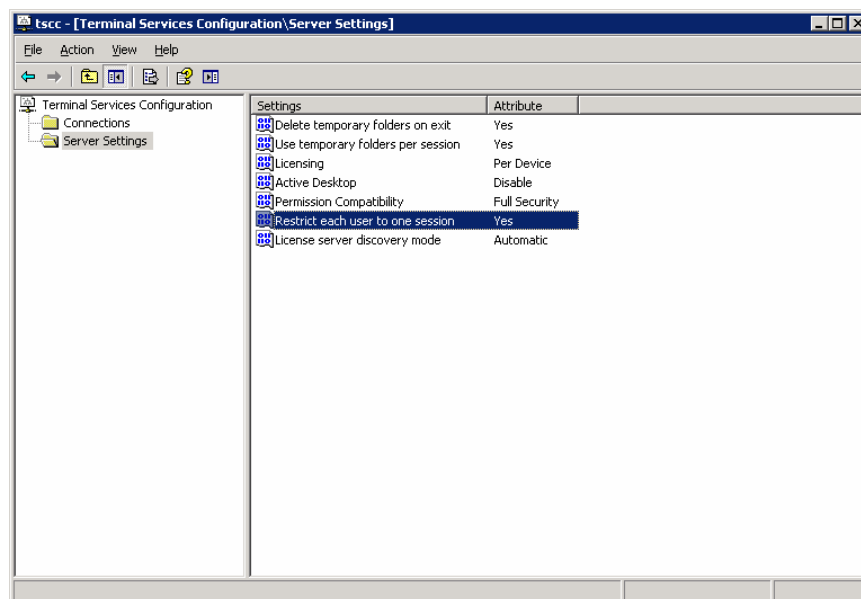 tscc - [Terminal Services Configuration\Server Settings]
File Action View Help
Terminal Services Configuration
Connections
Server Settings
Settings Attribute
Delete temporary folders on exit Yes
Use temporary folders per session Yes
Licensing Per Device
Active Desktop Disable
Permission Compatibility Full Security
Restrict each user to one session Yes
License server discovery mode Automatic